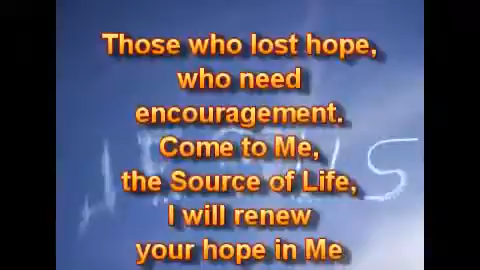 Those who lost hope,
who need
encouragement.
Come to Me,
the Source of Life,
I will renew
your hope in Me